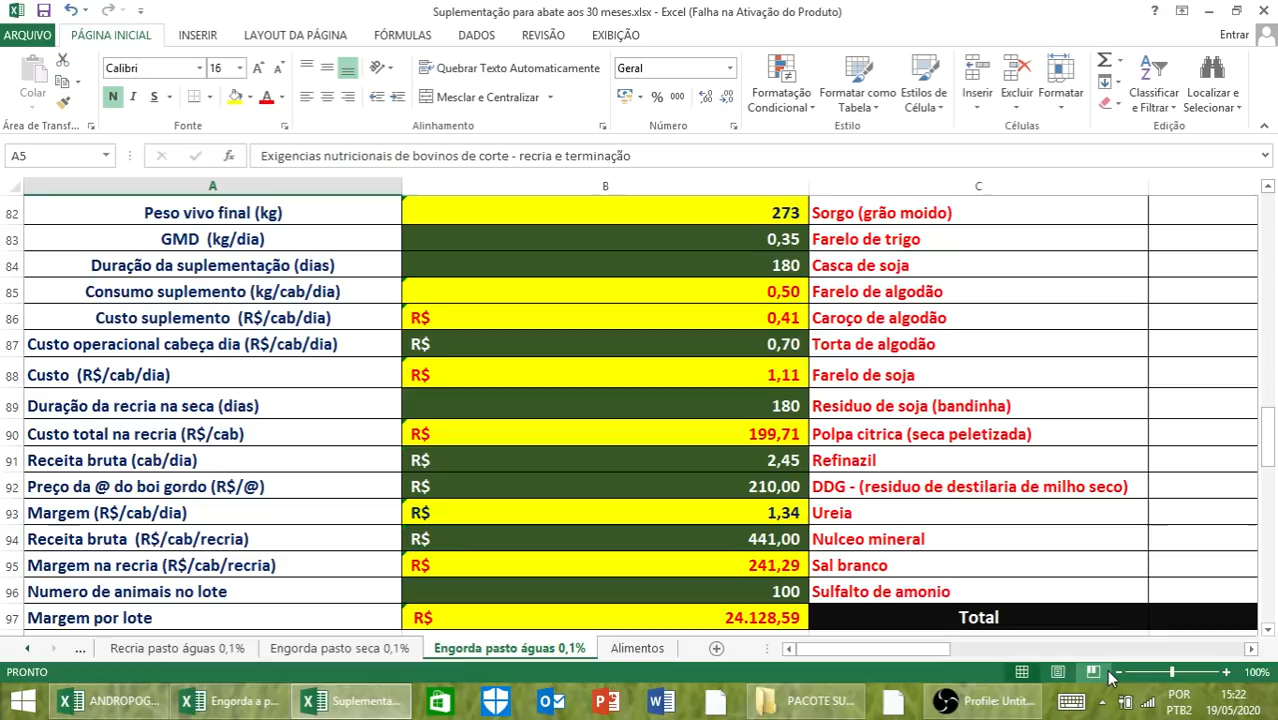 Suplementação para abate aos 30 meses.xlsx - Excel (Falha na Ativação do Produto)
ARQUIVO PÁGINA INICIAL INSERIR LAYOUT DA PÁGINA FÓRMULAS DADOS REVISÃO EXIBIÇÃO Entrar
Colar
Calibri 16
N I S
Quebrar Texto Automaticamente
Mesclar e Centralizar
Geral
% 000
Formatação Condicional
Formatar como Tabela
Estilos de Célula
Inserir
Excluir
Formatar
Classificar e Filtrar
Localizar e Selecionar
Área de Transf... Fonte Alinhamento Número Estilo Células Edição
A5 fx Exigencias nutricionais de bovinos de corte - recria e terminação
A B C
82 Peso vivo final (kg) 273 Sorgo (grão moido)
83 GMD (kg/dia) 0,35 Farelo de trigo
84 Duração da suplementação (dias) 180 Casca de soja
85 Consumo suplemento (kg/cab/dia) 0,50 Farelo de algodão
86 Custo suplemento (R$/cab/dia) R$ 0,41 Caroço de algodão
87 Custo operacional cabeça dia (R$/cab/dia) R$ 0,70 Torta de algodão
88 Custo (R$/cab/dia) R$ 1,11 Farelo de soja
89 Duração da recria na seca (dias) 180 Residuo de soja (bandinha)
90 Custo total na recria (R$/cab) R$ 199,71 Polpa citrica (seca peletizada)
91 Receita bruta (cab/dia) R$ 2,45 Refinazil
92 Preço da @ do boi gordo (R$/@) R$ 210,00 DDG - (residuo de destilaria de milho seco)
93 Margem (R$/cab/dia) R$ 1,34 Ureia
94 Receita bruta (R$/cab/recria) R$ 441,00 Nulceo mineral
95 Margem na recria (R$/cab/recria) R$ 241,29 Sal branco
96 Numero de animais no lote 100 Sulfalto de amonio
97 Margem por lote R$ 24.128,59 Total
... Recria pasto águas 0,1% Engorda pasto seca 0,1% Engorda pasto águas 0,1% Alimentos
PRONTO 100%
ANDROPOG... Engorda a p... Suplementa... PACOTE SU... Profile: Untit... POR PTB2 15:22 19/05/2020